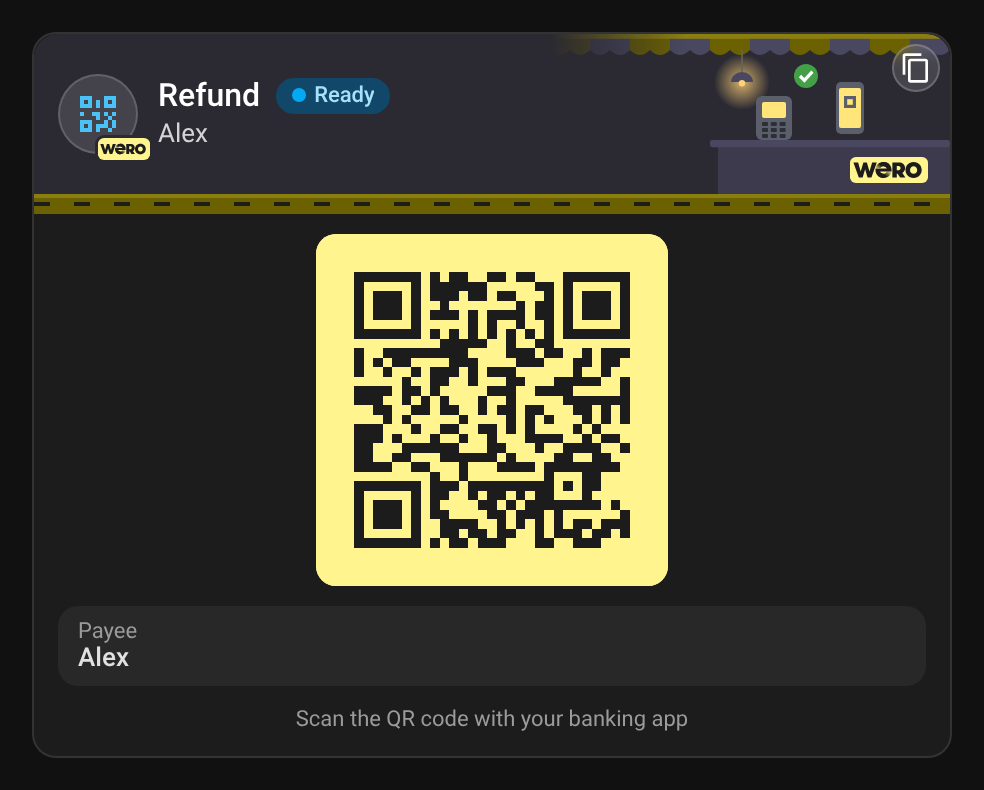 Refund
Ready
Alex
wero
wero
Payee
Alex
Scan the QR code with your banking app